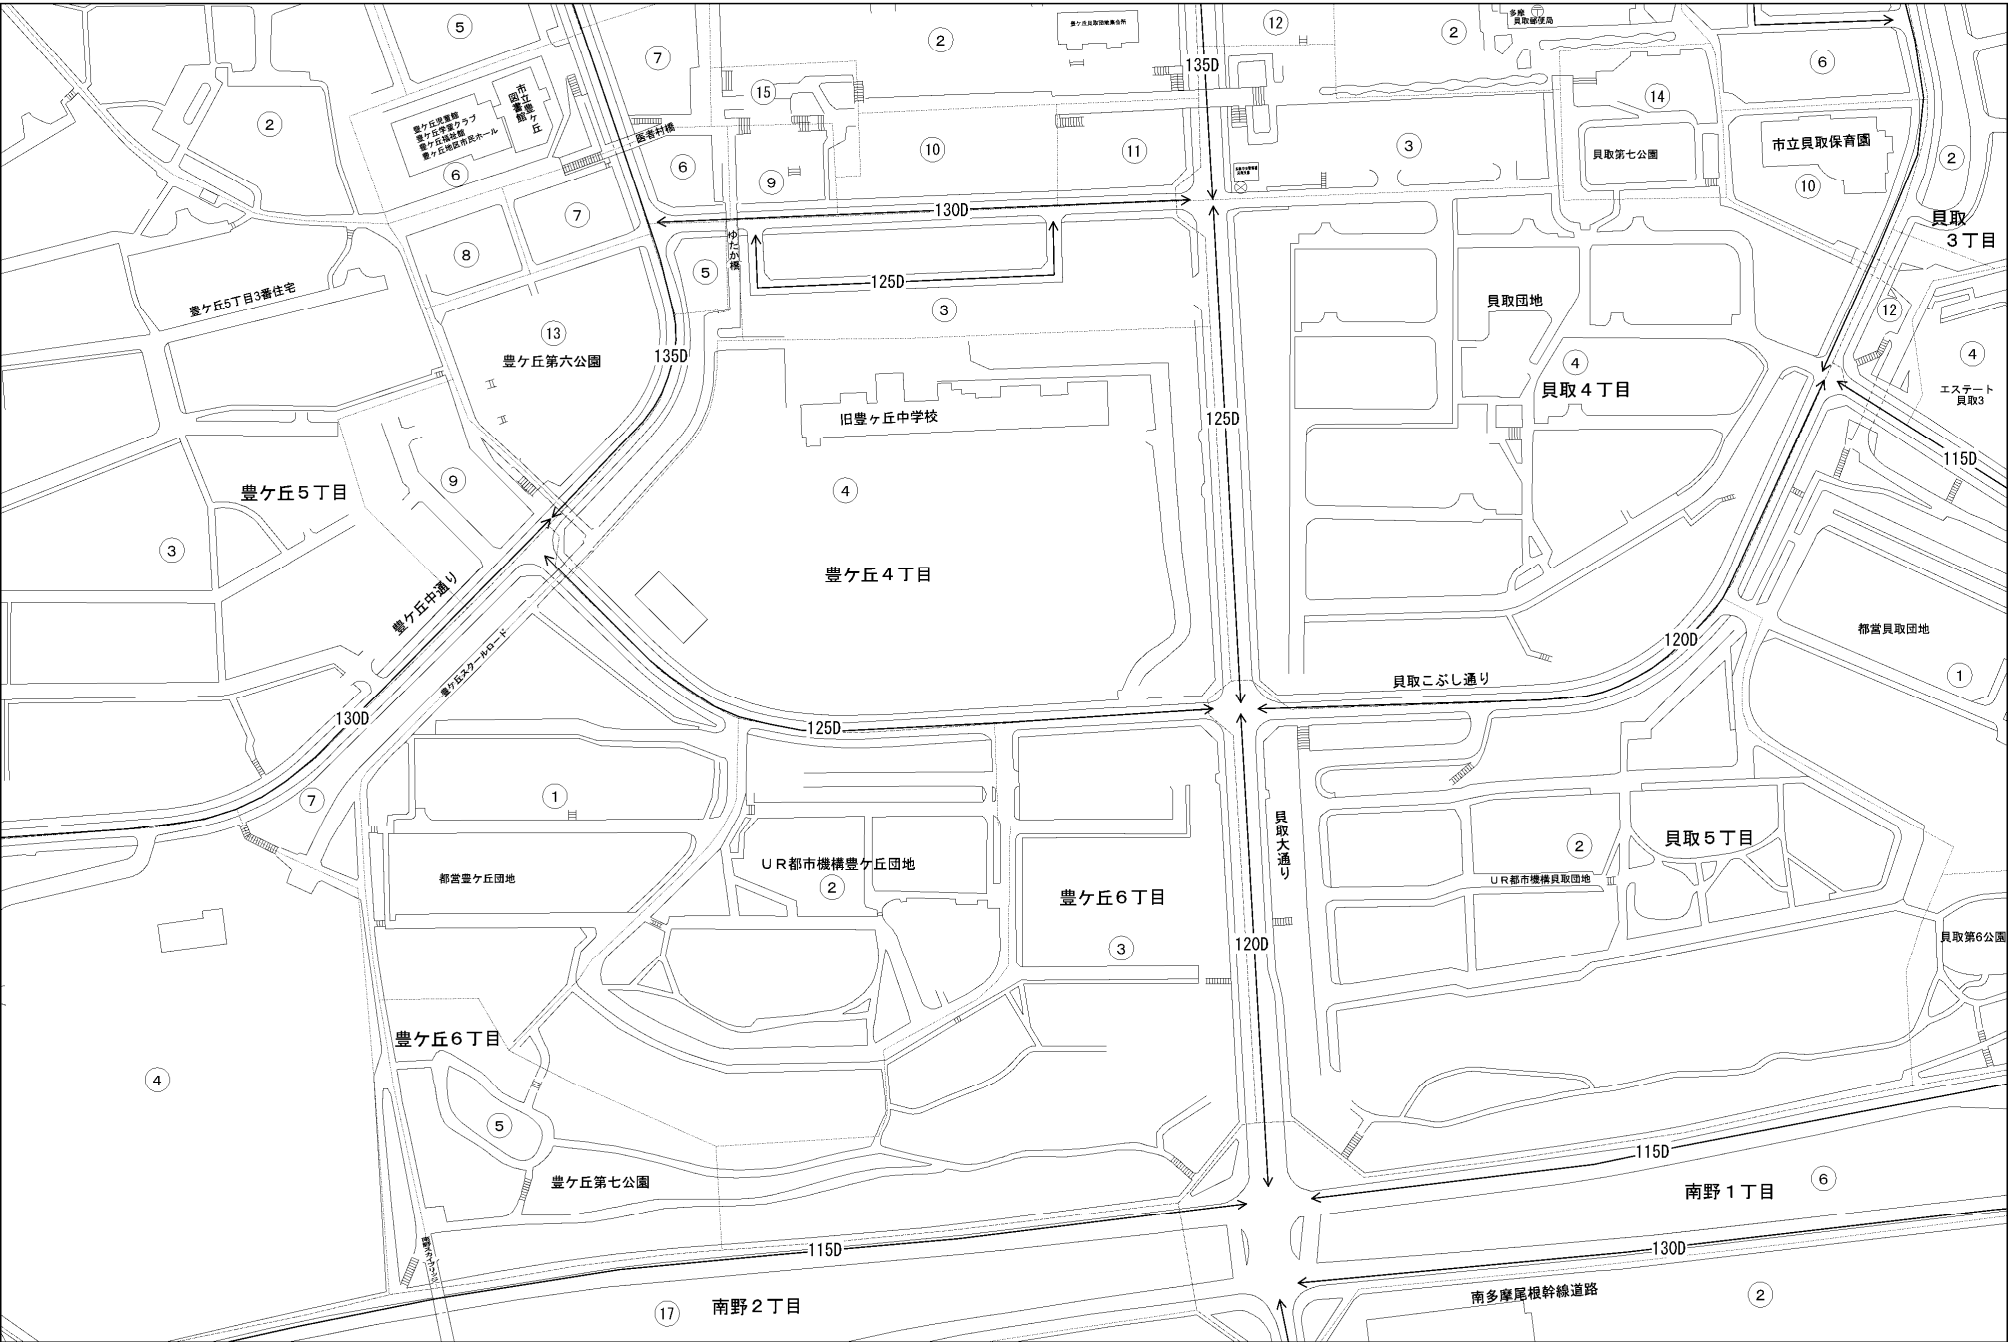 ⑤
⑦
②
豊ケ丘貝取団地集会所
⑫
②
多摩
貝取郵便局
⑥
135D
市立豊ケ丘
図書館
豊ケ丘児童館
豊ケ丘学童クラブ
豊ケ丘福祉館
豊ケ丘地区市民ホール
⑮
⑭
②
⑥
医者村橋
⑥
⑨
⑩
⑪
③
貝取第七公園
市立貝取保育園
⑩
②
⑦
130D
貝取
3丁目
⑧
ゆたか橋
⑤
125D
③
豊ケ丘5丁目3番住宅
⑬
豊ケ丘第六公園
135D
貝取団地
④
貝取4丁目
⑫
④
エステート
貝取3
旧豊ヶ丘中学校
125D
115D
豊ケ丘5丁目
⑨
④
③
豊ケ丘4丁目
豊ケ丘中通り
豊ケ丘スクールロード
120D
都営貝取団地
①
貝取こぶし通り
130D
125D
⑦
①
貝取大通り
②
貝取5丁目
都営豊ケ丘団地
UR都市機構豊ケ丘団地
②
UR都市機構貝取団地
豊ケ丘6丁目
③
120D
貝取第6公園
豊ケ丘6丁目
④
⑤
豊ケ丘第七公園
115D
南野1丁目
⑥
115D
130D
南野2丁目
⑰
南多摩尾根幹線道路
②